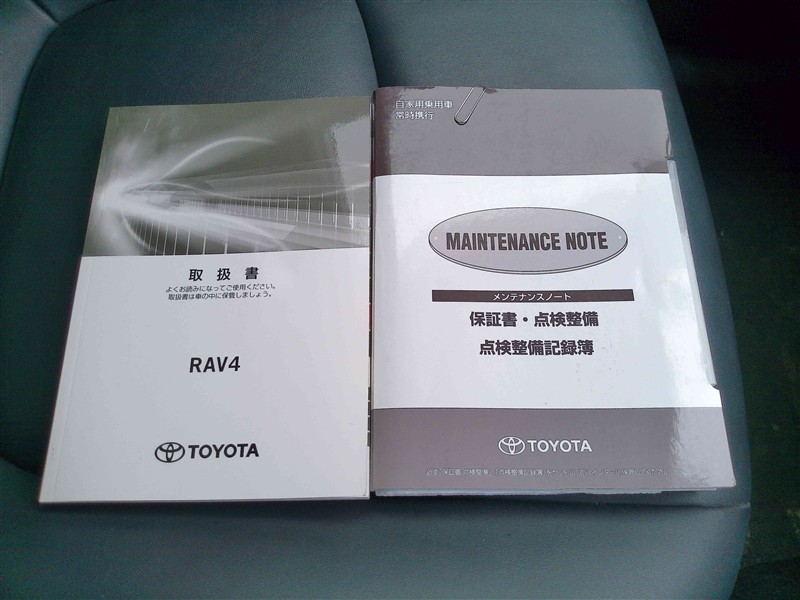 取扱書
よくお読みになってご使用ください。
取扱書は車の中に保管しましょう。
RAV4
TOYOTA
自家用乗用車
常時携行
MAINTENANCE NOTE
メンテナンスノート
保証書・点検整備
点検整備記録簿
TOYOTA